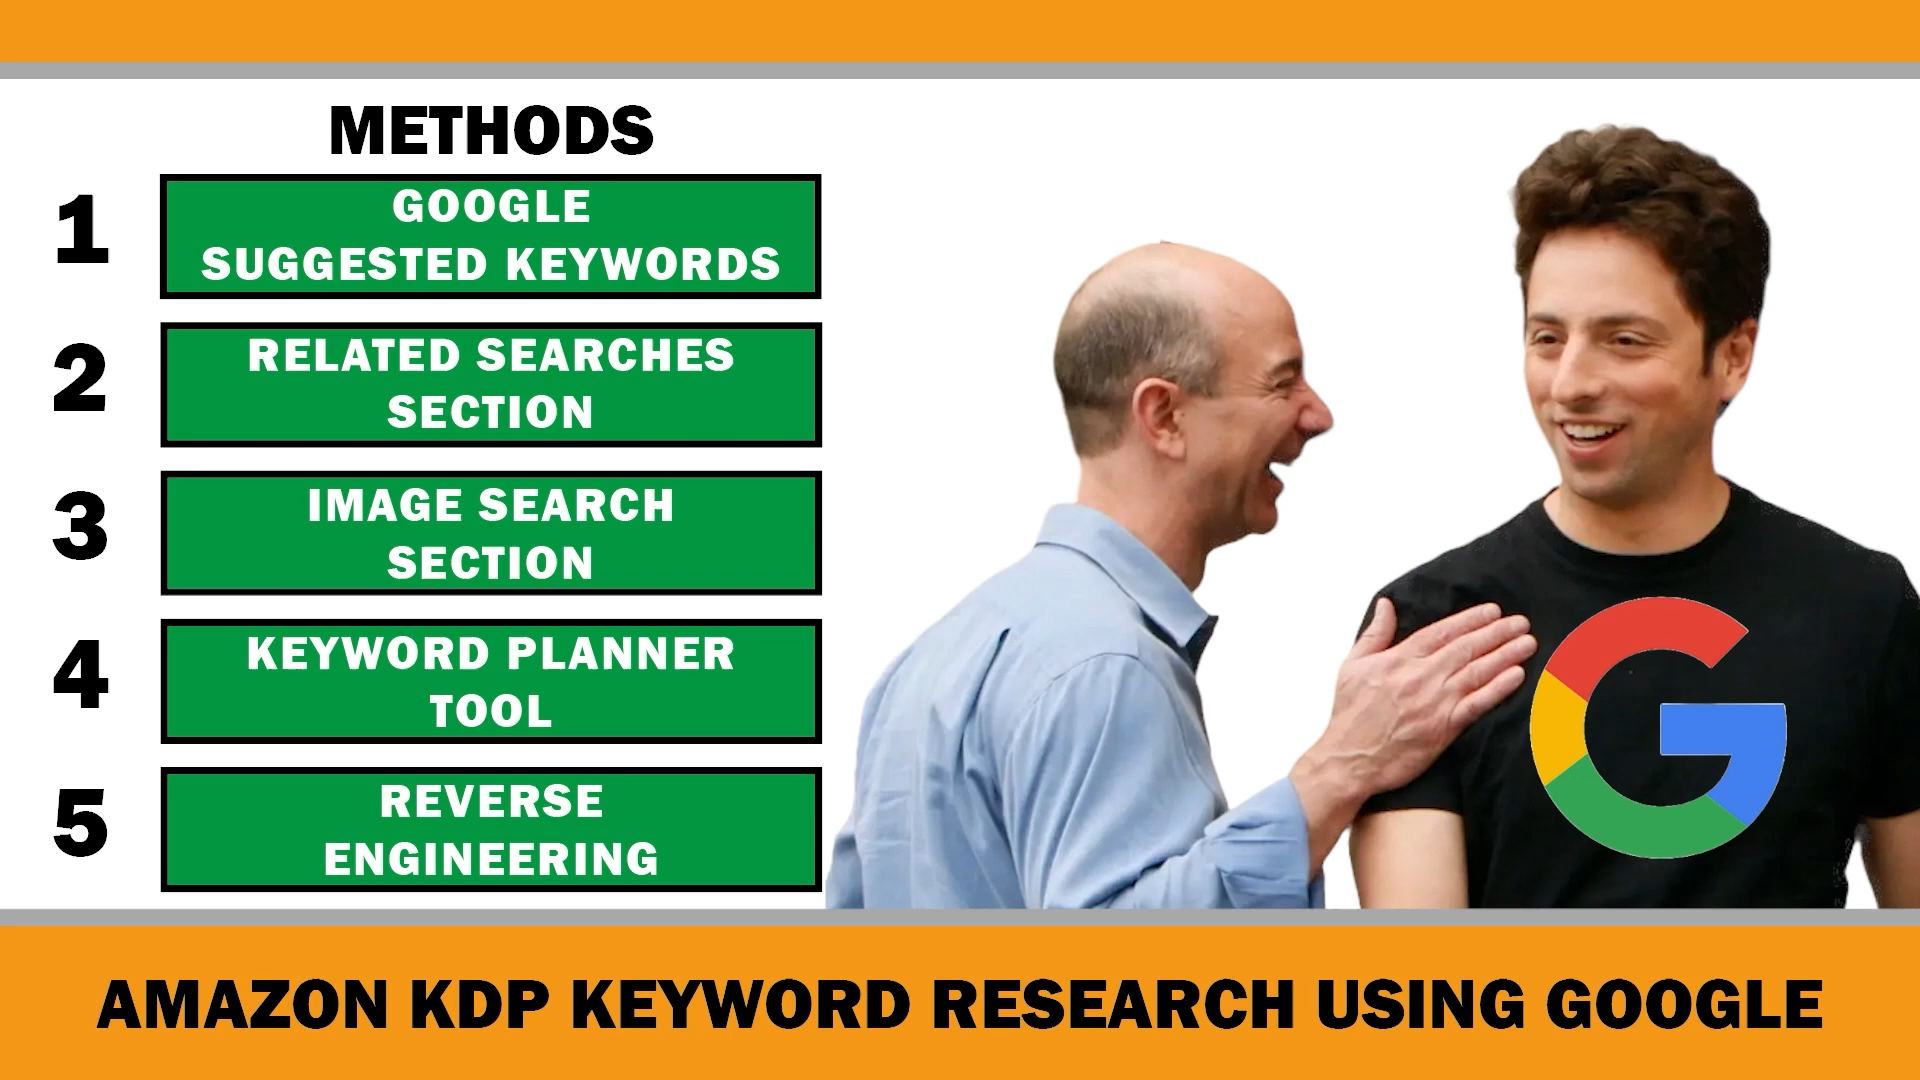 METHODS
1
GOOGLE
SUGGESTED KEYWORDS
2
RELATED SEARCHES
SECTION
3
IMAGE SEARCH
SECTION
4
KEYWORD PLANNER
TOOL
5
REVERSE
ENGINEERING
G
AMAZON KDP KEYWORD RESEARCH USING GOOGLE